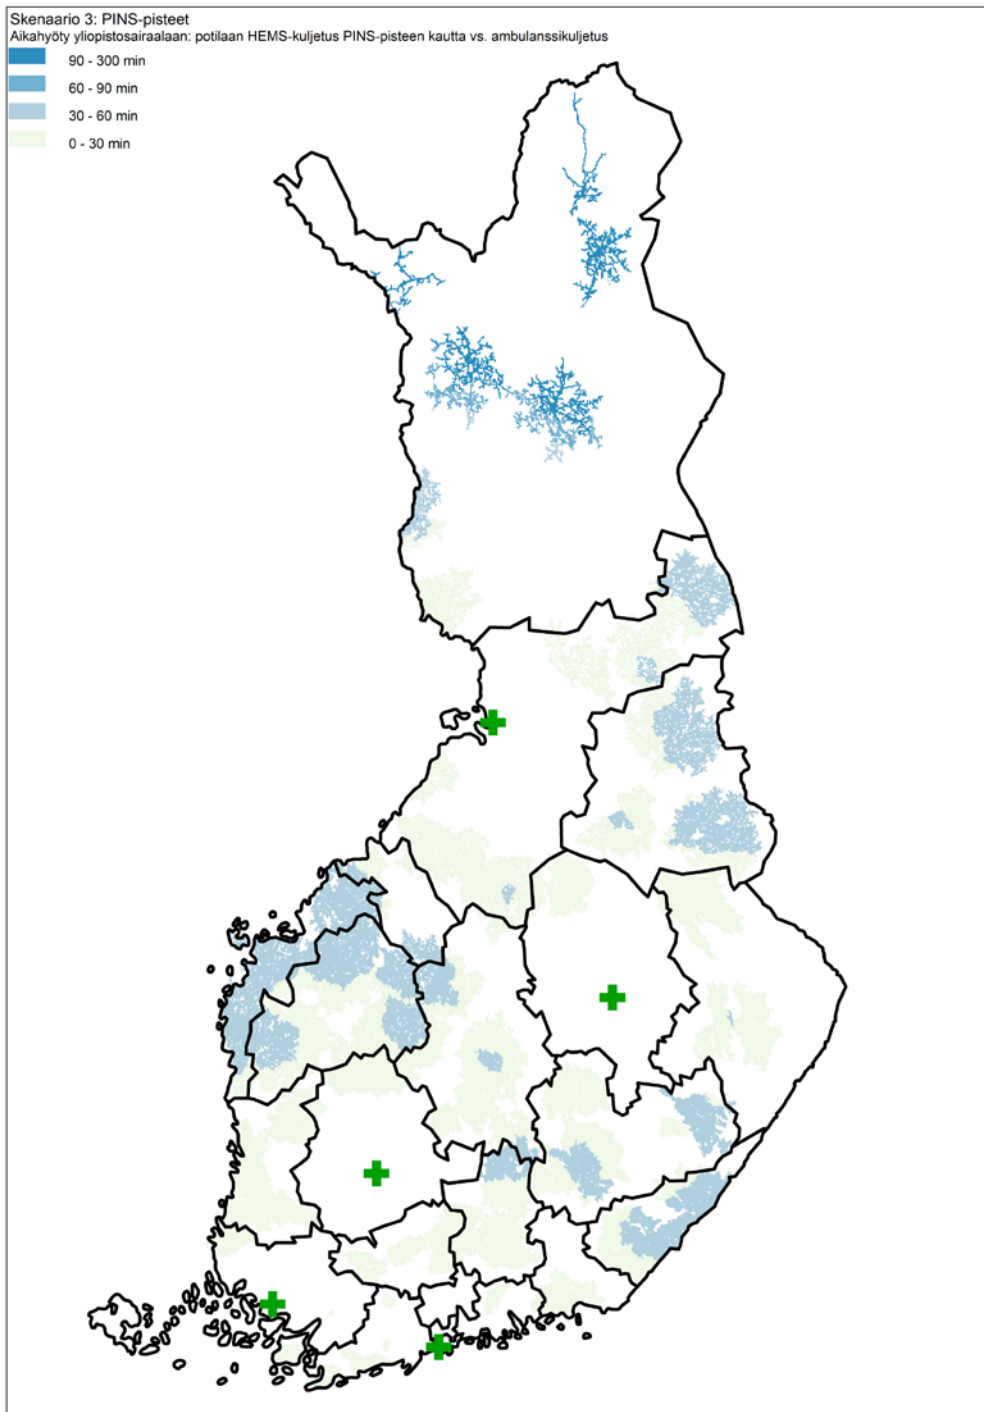 Skenaario 3: PINS-pisteet
Aikahyöty yliopistosairaalaan: potilaan HEMS-kuljetus PINS-pisteen kautta vs. ambulanssikuljetus
90 - 300 min
60 - 90 min
30 - 60 min
0 - 30 min